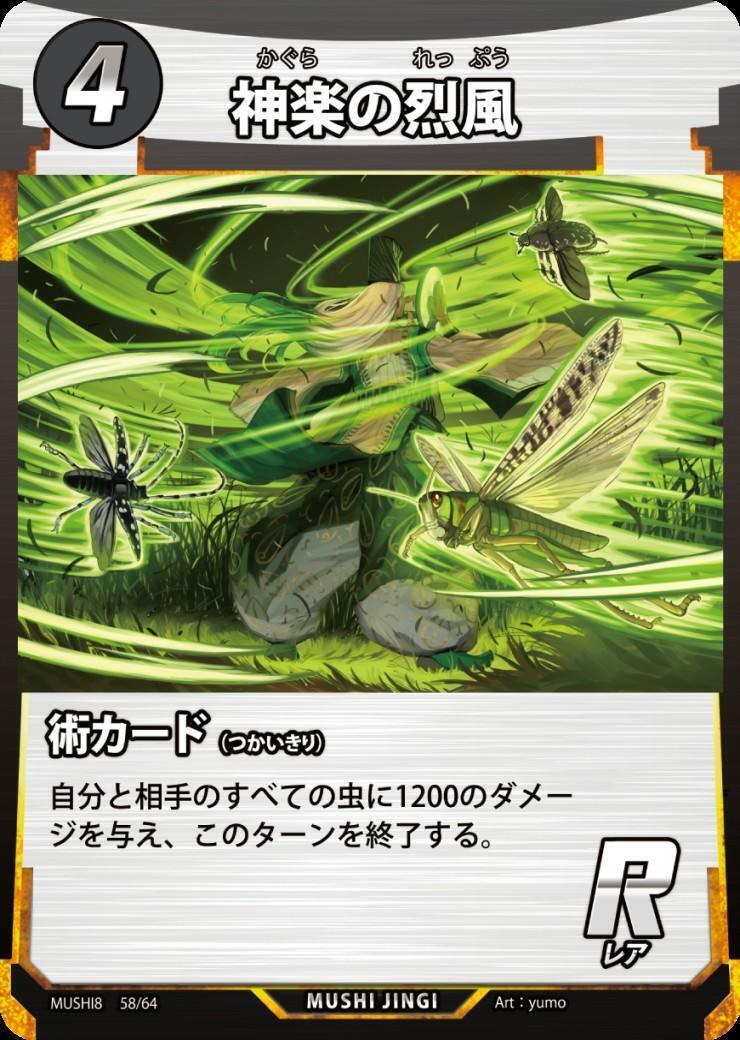 4
かぐら れっ ぷう
神楽の烈風
術カード (つかいきり)
自分と相手のすべての虫に1200のダメー
ジを与え、このターンを終了する。
R
レア
MUSHI8 58/64
MUSHI JINGI
Art:yumo